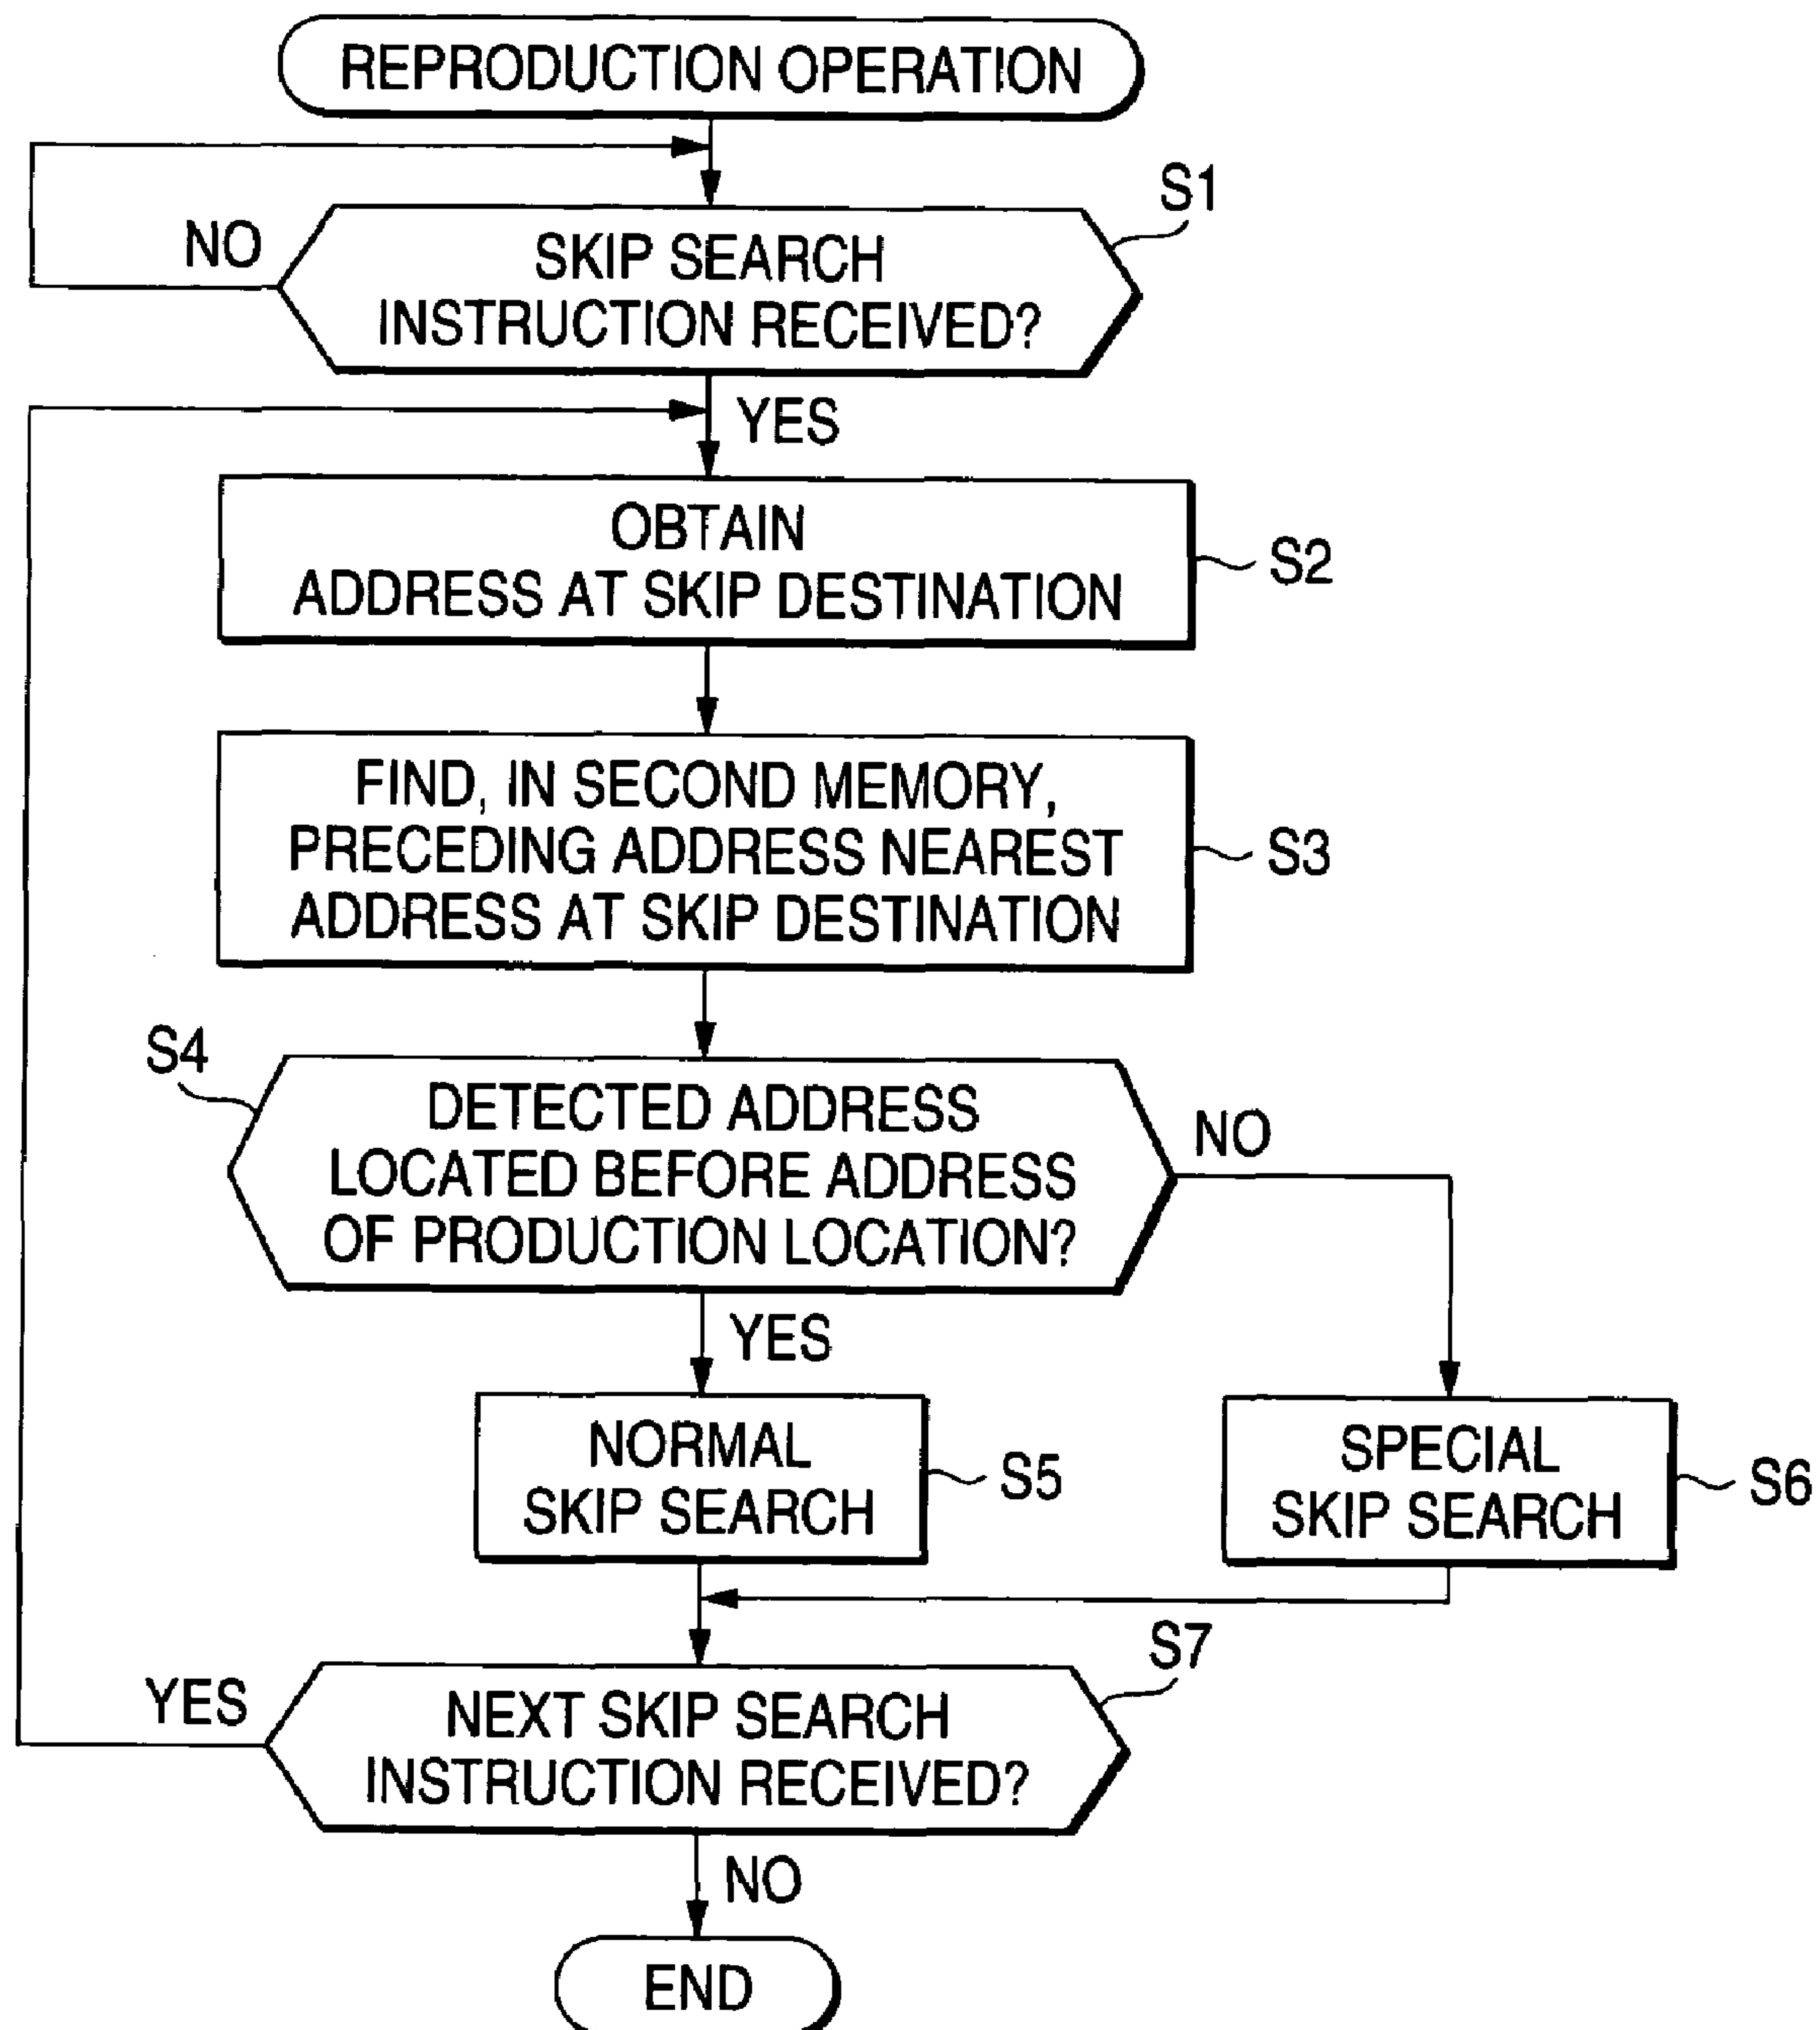 REPRODUCTION OPERATION
S1
NO
SKIP SEARCH
INSTRUCTION RECEIVED?
YES
OBTAIN
ADDRESS AT SKIP DESTINATION
S2
FIND, IN SECOND MEMORY,
PRECEDING ADDRESS NEAREST
ADDRESS AT SKIP DESTINATION
S3
S4
DETECTED ADDRESS
LOCATED BEFORE ADDRESS
OF PRODUCTION LOCATION?
NO
YES
NORMAL
SKIP SEARCH
S5
SPECIAL
SKIP SEARCH
S6
S7
YES
NEXT SKIP SEARCH
INSTRUCTION RECEIVED?
NO
END